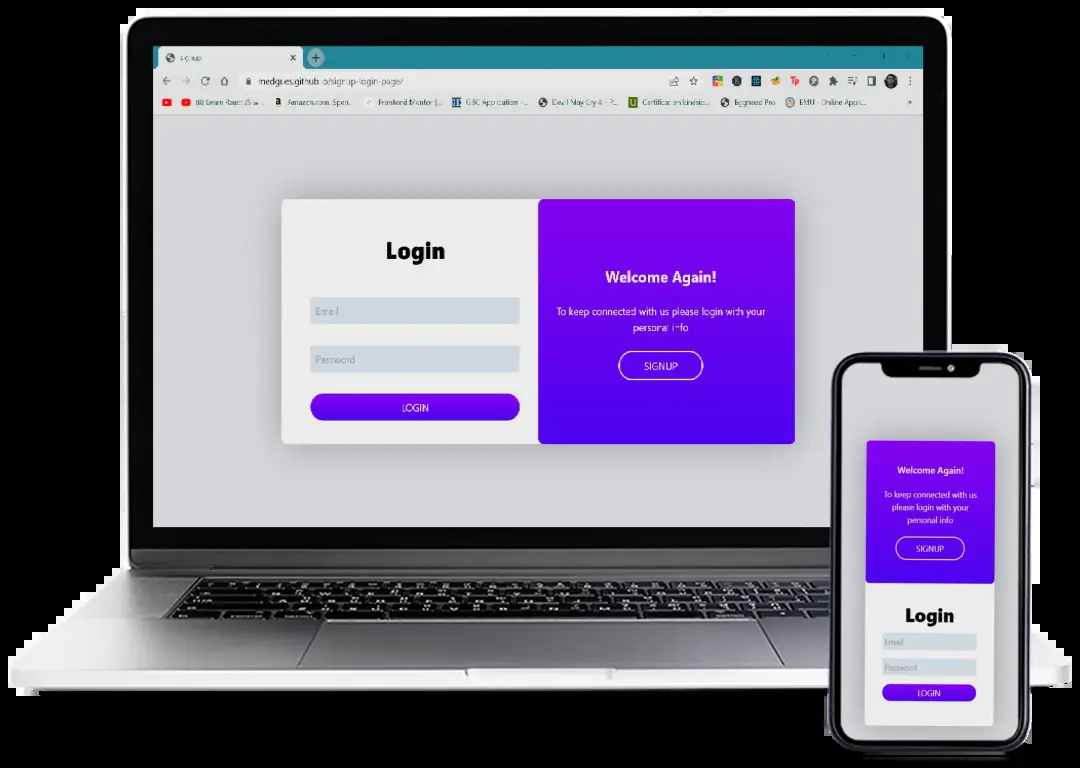 signup
medgues.github.io/signup-login-page/
(8) Learn React JS w...
Amazon.com. Spen...
Frontend Mentor |...
GBC Application -...
Devil May Cry 4 - P...
Certification kinésio...
Egghead Pro
EMU - Online Appli...
»
Login
Email
Password
LOGIN
Welcome Again!
To keep connected with us please login with your
personal info
SIGNUP
Welcome Again!
To keep connected with us
please login with your
personal info
SIGNUP
Login
Email
Password
LOGIN